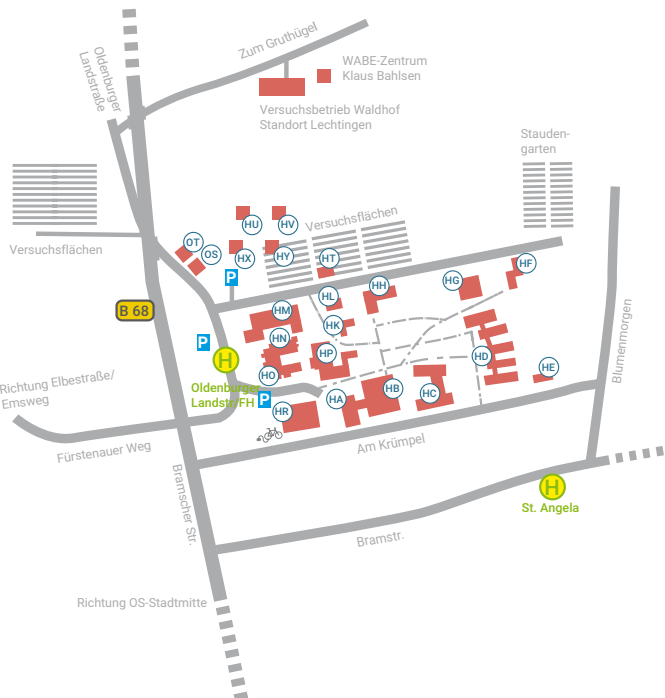 Zum Gruthügel
Oldenburger
Landstraße
WABE-Zentrum
Klaus Bahlsen
Versuchsbetrieb Waldhof
Standort Lechtingen
Stauden-
garten
Versuchsflächen
HU
HV
Versuchsflächen
OT
OS
HX
HY
HT
HF
P
HG
HH
HL
B 68
HM
HK
P
HN
H
HP
HD
HO
HE
Richtung Elbestraße/
Emsweg
Oldenburger
Landstr/FH
P
HA
HB
HC
HR
Blumenmorgen
Am Krümpel
Fürstenauer Weg
Bramscher Str.
H
St. Angela
Bramstr.
Richtung OS-Stadtmitte